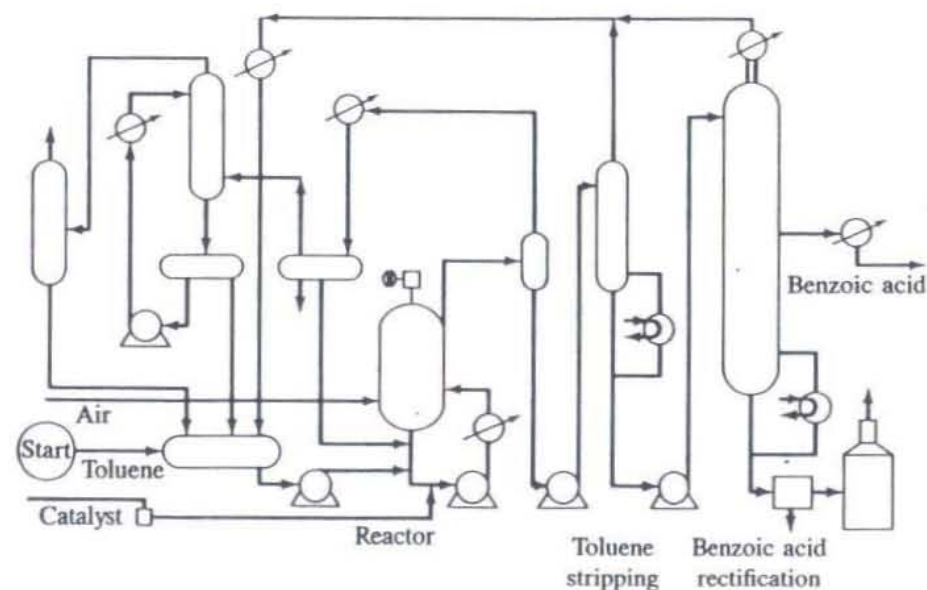 Benzoic acid
Air
Start
Toluene
Catalyst
Reactor
Toluene
stripping
Benzoic acid
rectification